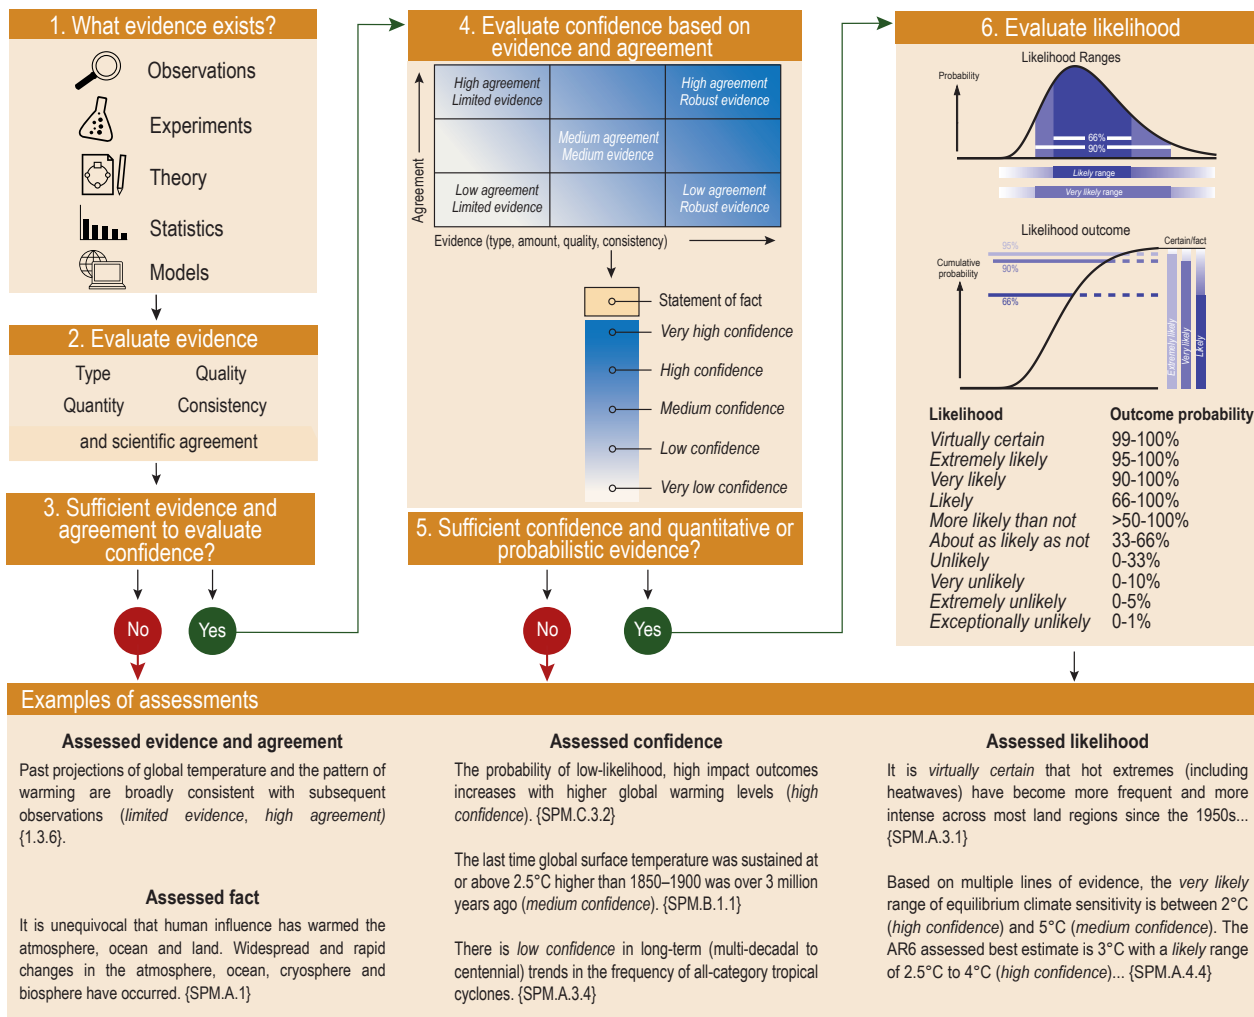 1. What evidence exists?
Observations
Experiments
Theory
Statistics
Models
2. Evaluate evidence
Type
Quality
Quantity
Consistency
and scientific agreement
3. Sufficient evidence and
agreement to evaluate
confidence?
No
Yes
4. Evaluate confidence based on
evidence and agreement
Agreement
High agreement
Limited evidence
High agreement
Robust evidence
Medium agreement
Medium evidence
Low agreement
Limited evidence
Low agreement
Robust evidence
Evidence (type, amount, quality, consistency)
Statement of fact
Very high confidence
High confidence
Medium confidence
Low confidence
Very low confidence
5. Sufficient confidence and quantitative or
probabilistic evidence?
No
Yes
6. Evaluate likelihood
Likelihood Ranges
Probability
66%
90%
Likely range
Very likely range
Likelihood outcome
Certain/fact
95%
90%
Cumulative
probability
66%
Extremely likely
Very likely
Likely
Likelihood Outcome probability
Virtually certain 99-100%
Extremely likely 95-100%
Very likely 90-100%
Likely 66-100%
More likely than not >50-100%
About as likely as not 33-66%
Unlikely 0-33%
Very unlikely 0-10%
Extremely unlikely 0-5%
Exceptionally unlikely 0-1%
Examples of assessments
Assessed evidence and agreement
Past projections of global temperature and the pattern of
warming are broadly consistent with subsequent
observations (limited evidence, high agreement)
{1.3.6}.
Assessed fact
It is unequivocal that human influence has warmed the
atmosphere, ocean and land. Widespread and rapid
changes in the atmosphere, ocean, cryosphere and
biosphere have occurred. {SPM.A.1}
Assessed confidence
The probability of low-likelihood, high impact outcomes
increases with higher global warming levels (high
confidence). {SPM.C.3.2}
The last time global surface temperature was sustained at
or above 2.5°C higher than 1850–1900 was over 3 million
years ago (medium confidence). {SPM.B.1.1}
There is low confidence in long-term (multi-decadal to
centennial) trends in the frequency of all-category tropical
cyclones. {SPM.A.3.4}
Assessed likelihood
It is virtually certain that hot extremes (including
heatwaves) have become more frequent and more
intense across most land regions since the 1950s...
{SPM.A.3.1}
Based on multiple lines of evidence, the very likely
range of equilibrium climate sensitivity is between 2°C
(high confidence) and 5°C (medium confidence). The
AR6 assessed best estimate is 3°C with a likely range
of 2.5°C to 4°C (high confidence)... {SPM.A.4.4}